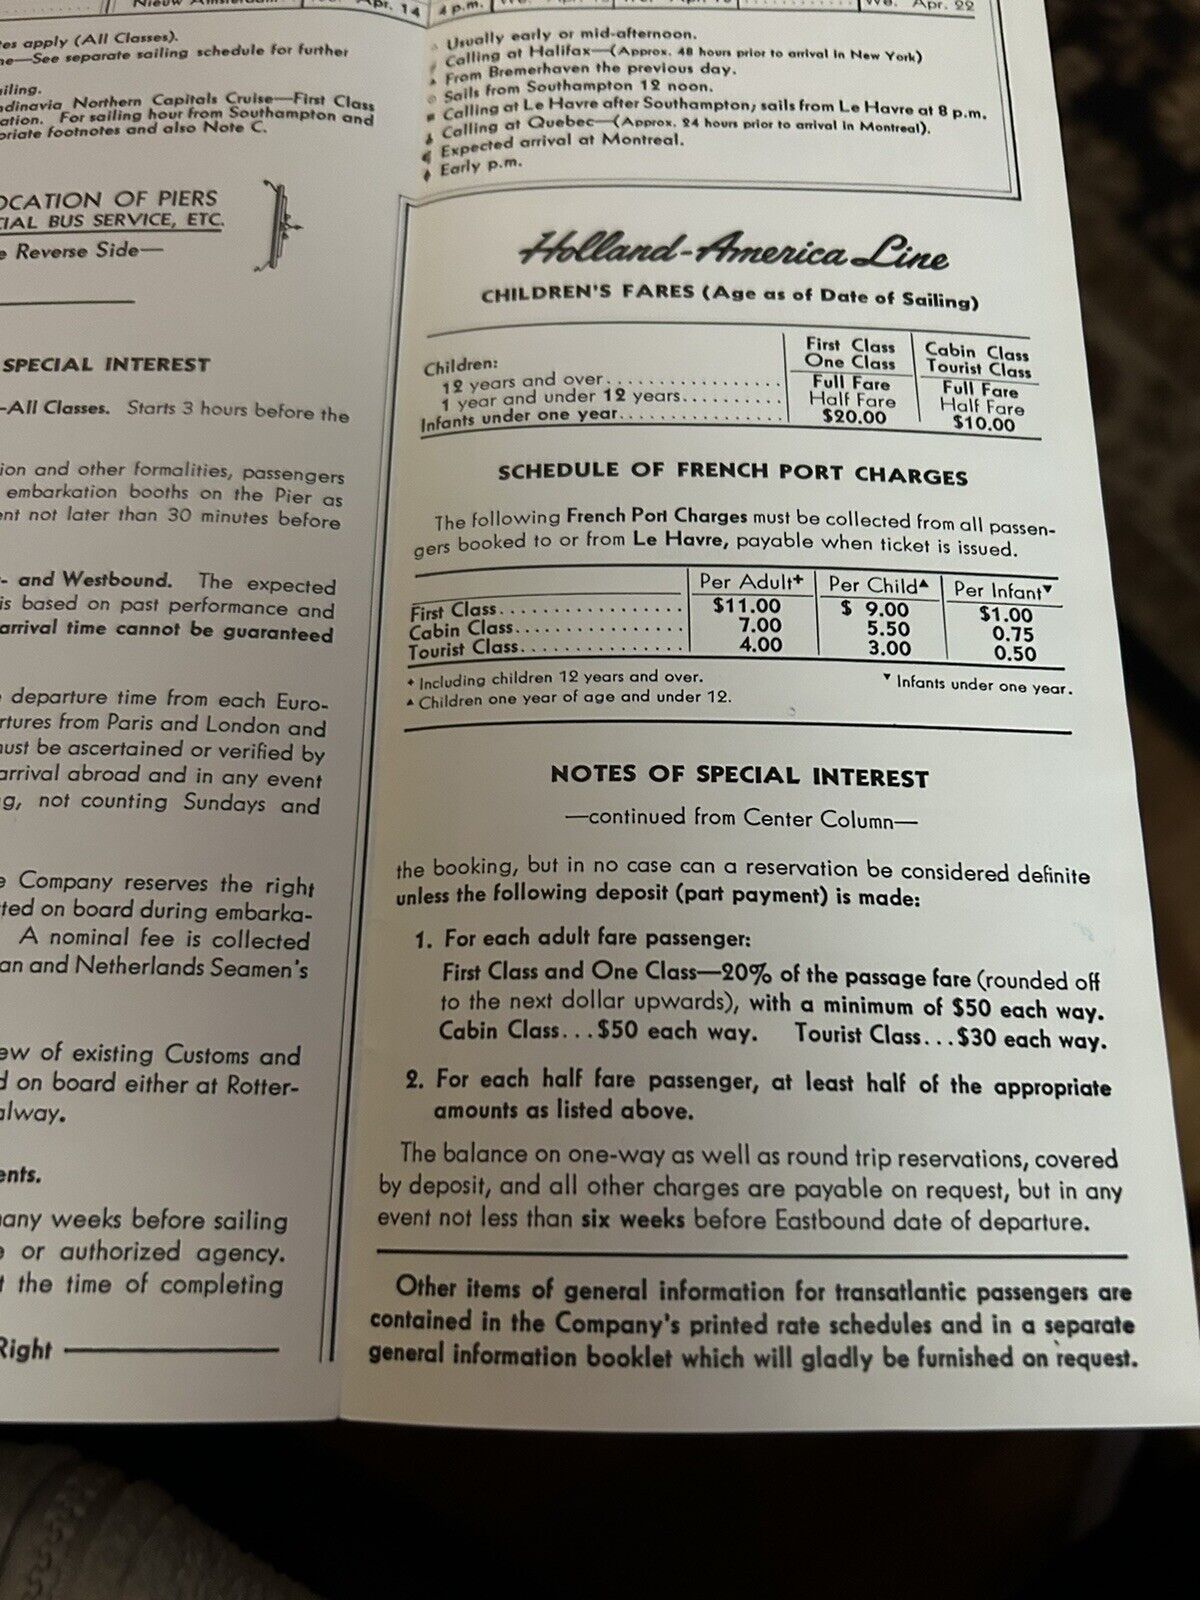 Nieuw Amsterdam
Apr. 14
4 p.m.
We. Apr. 22
tes apply (All Classes).
ne—See separate sailing schedule for further
iling.
ndinavia Northern Capitals Cruise—First Class
ation. For sailing hour from Southampton and
priate footnotes and also Note C.
OCATION OF PIERS
CIAL BUS SERVICE, ETC.
e Reverse Side—
SPECIAL INTEREST
—All Classes. Starts 3 hours before the
ion and other formalities, passengers
embarkation booths on the Pier as
ent not later than 30 minutes before
- and Westbound. The expected
is based on past performance and
arrival time cannot be guaranteed
e departure time from each Euro-
rtures from Paris and London and
nust be ascertained or verified by
arrival abroad and in any event
g, not counting Sundays and
e Company reserves the right
ted on board during embarka-
A nominal fee is collected
an and Netherlands Seamen's
ew of existing Customs and
d on board either at Rotter-
alway.
ents.
any weeks before sailing
e or authorized agency.
t the time of completing
Right
Usually early or mid-afternoon.
Calling at Halifax—(Approx. 48 hours prior to arrival in New York)
From Bremerhaven the previous day.
Sails from Southampton 12 noon.
Calling at Le Havre after Southampton; sails from Le Havre at 8 p.m.
Calling at Quebec—(Approx. 24 hours prior to arrival in Montreal).
Expected arrival at Montreal.
Early p.m.
Holland-America Line
CHILDREN'S FARES (Age as of Date of Sailing)
Children: First Class One Class Cabin Class Tourist Class
12 years and over................ Full Fare Full Fare
1 year and under 12 years.......... Half Fare Half Fare
Infants under one year............... $20.00 $10.00
SCHEDULE OF FRENCH PORT CHARGES
The following French Port Charges must be collected from all passen-
gers booked to or from Le Havre, payable when ticket is issued.
Per Adult+ Per Child▲ Per Infant▼
First Class................. $11.00 $ 9.00 $1.00
Cabin Class................ 7.00 5.50 0.75
Tourist Class............... 4.00 3.00 0.50
+ Including children 12 years and over. ▼ Infants under one year.
▲ Children one year of age and under 12.
NOTES OF SPECIAL INTEREST
—continued from Center Column—
the booking, but in no case can a reservation be considered definite
unless the following deposit (part payment) is made:
1. For each adult fare passenger:
First Class and One Class—20% of the passage fare (rounded off
to the next dollar upwards), with a minimum of $50 each way.
Cabin Class...$50 each way. Tourist Class...$30 each way.
2. For each half fare passenger, at least half of the appropriate
amounts as listed above.
The balance on one-way as well as round trip reservations, covered
by deposit, and all other charges are payable on request, but in any
event not less than six weeks before Eastbound date of departure.
Other items of general information for transatlantic passengers are
contained in the Company's printed rate schedules and in a separate
general information booklet which will gladly be furnished on request.